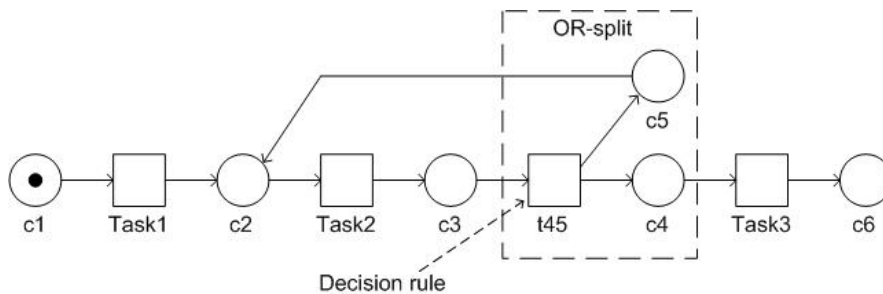 OR-split
c5
c1
Task1
c2
Task2
c3
t45
c4
Task3
c6
Decision rule